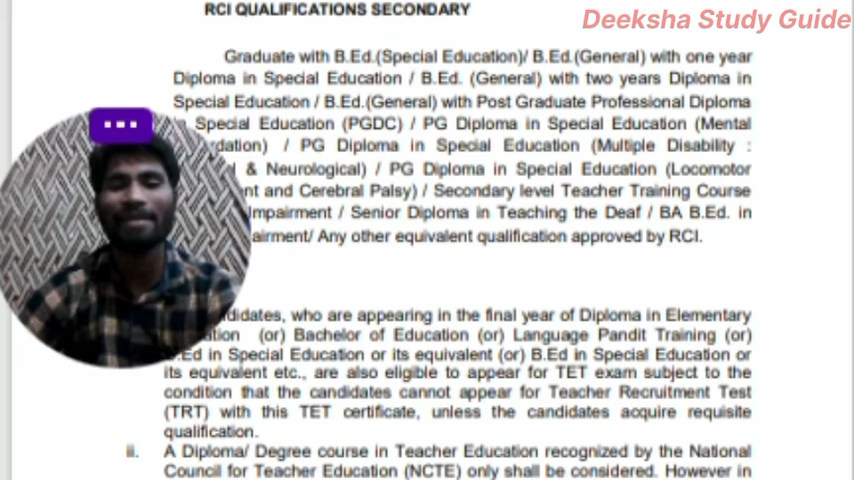 RCI QUALIFICATIONS SECONDARY
Deeksha Study Guide
Graduate with B.Ed.(Special Education)/ B.Ed.(General) with one year
Diploma in Special Education / B.Ed. (General) with two years Diploma in
Special Education / B.Ed.(General) with Post Graduate Professional Diploma
Special Education (PGDC) / PG Diploma in Special Education (Mental
/ PG Diploma in Special Education (Multiple Disability :
& Neurological) / PG Diploma in Special Education (Locomotor
and Cerebral Palsy) / Secondary level Teacher Training Course
Impairment / Senior Diploma in Teaching the Deaf / BA B.Ed. in
Any other equivalent qualification approved by RCI.
who are appearing in the final year of Diploma in Elementary
(or) Bachelor of Education (or) Language Pandit Training (or)
in Special Education or its equivalent (or) B.Ed in Special Education or
its equivalent etc., are also eligible to appear for TET exam subject to the
condition that the candidates cannot appear for Teacher Recruitment Test
(TRT) with this TET certificate, unless the candidates acquire requisite
qualification.
ii. A Diploma/ Degree course in Teacher Education recognized by the National
Council for Teacher Education (NCTE) only shall be considered. However in